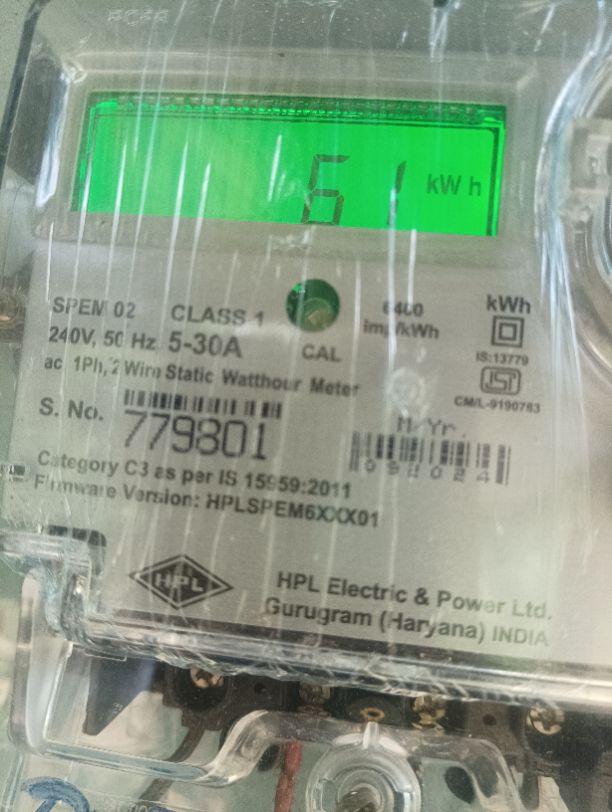 61 kWh
SPEM 02 CLASS 1 6400 kWh
240V, 50 Hz, 5-30A CAL imp/kWh
IS:13779
ac 1Ph, 2 Wire Static Watthour Meter
CM/L-9190783
S. No. 779801 M/Yr.
Category C3 as per IS 15959:2011
Firmware Version: HPLSPEM6XXX01
HPL
HPL Electric & Power Ltd.
Gurugram (Haryana) INDIA